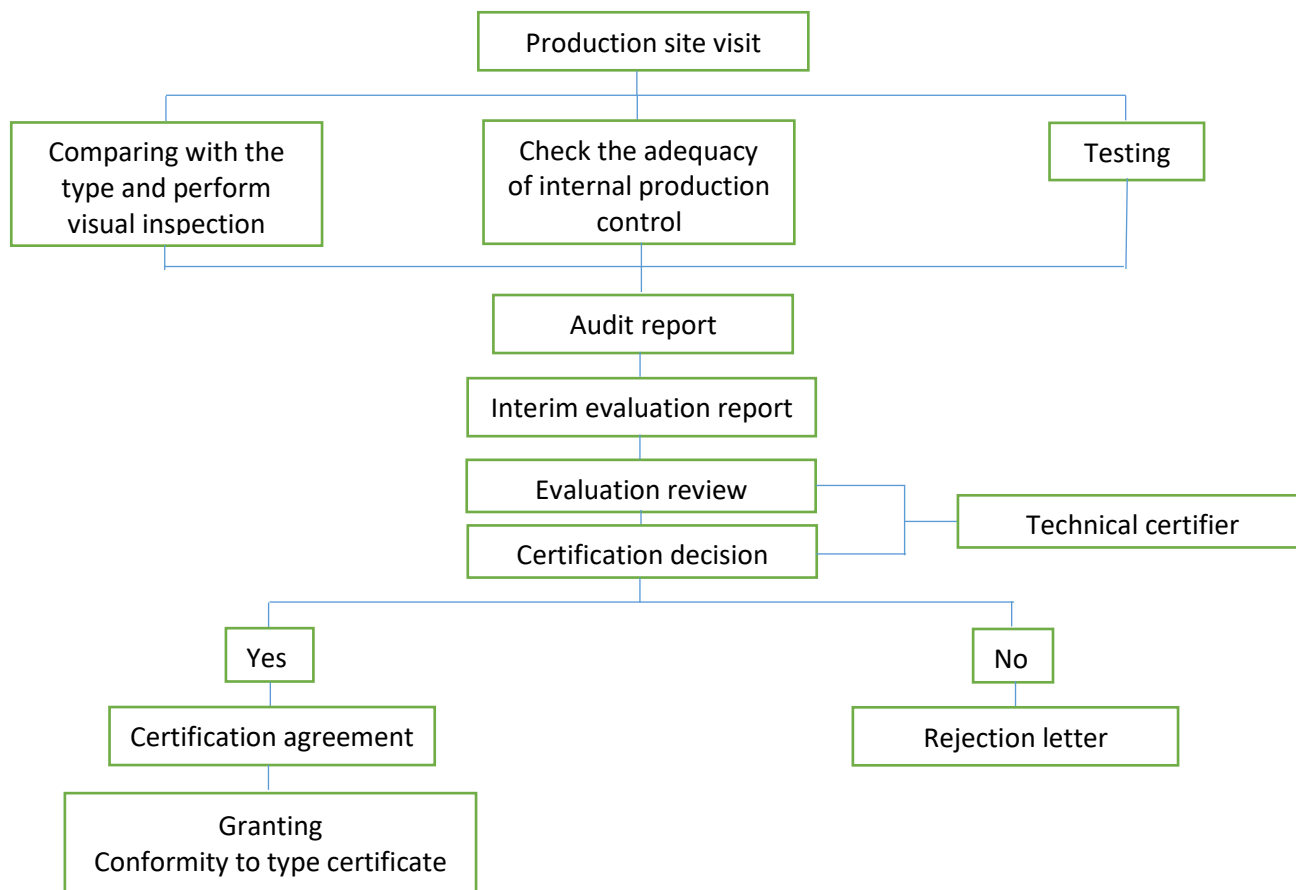 Production site visit
Comparing with the
type and perform
visual inspection
Check the adequacy
of internal production
control
Testing
Audit report
Interim evaluation report
Evaluation review
Technical certifier
Certification decision
Yes
No
Certification agreement
Rejection letter
Granting
Conformity to type certificate